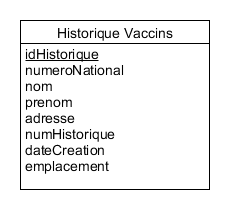 Historique Vaccins
idHistorique
numeroNational
nom
prenom
adresse
numHistorique
dateCreation
emplacement